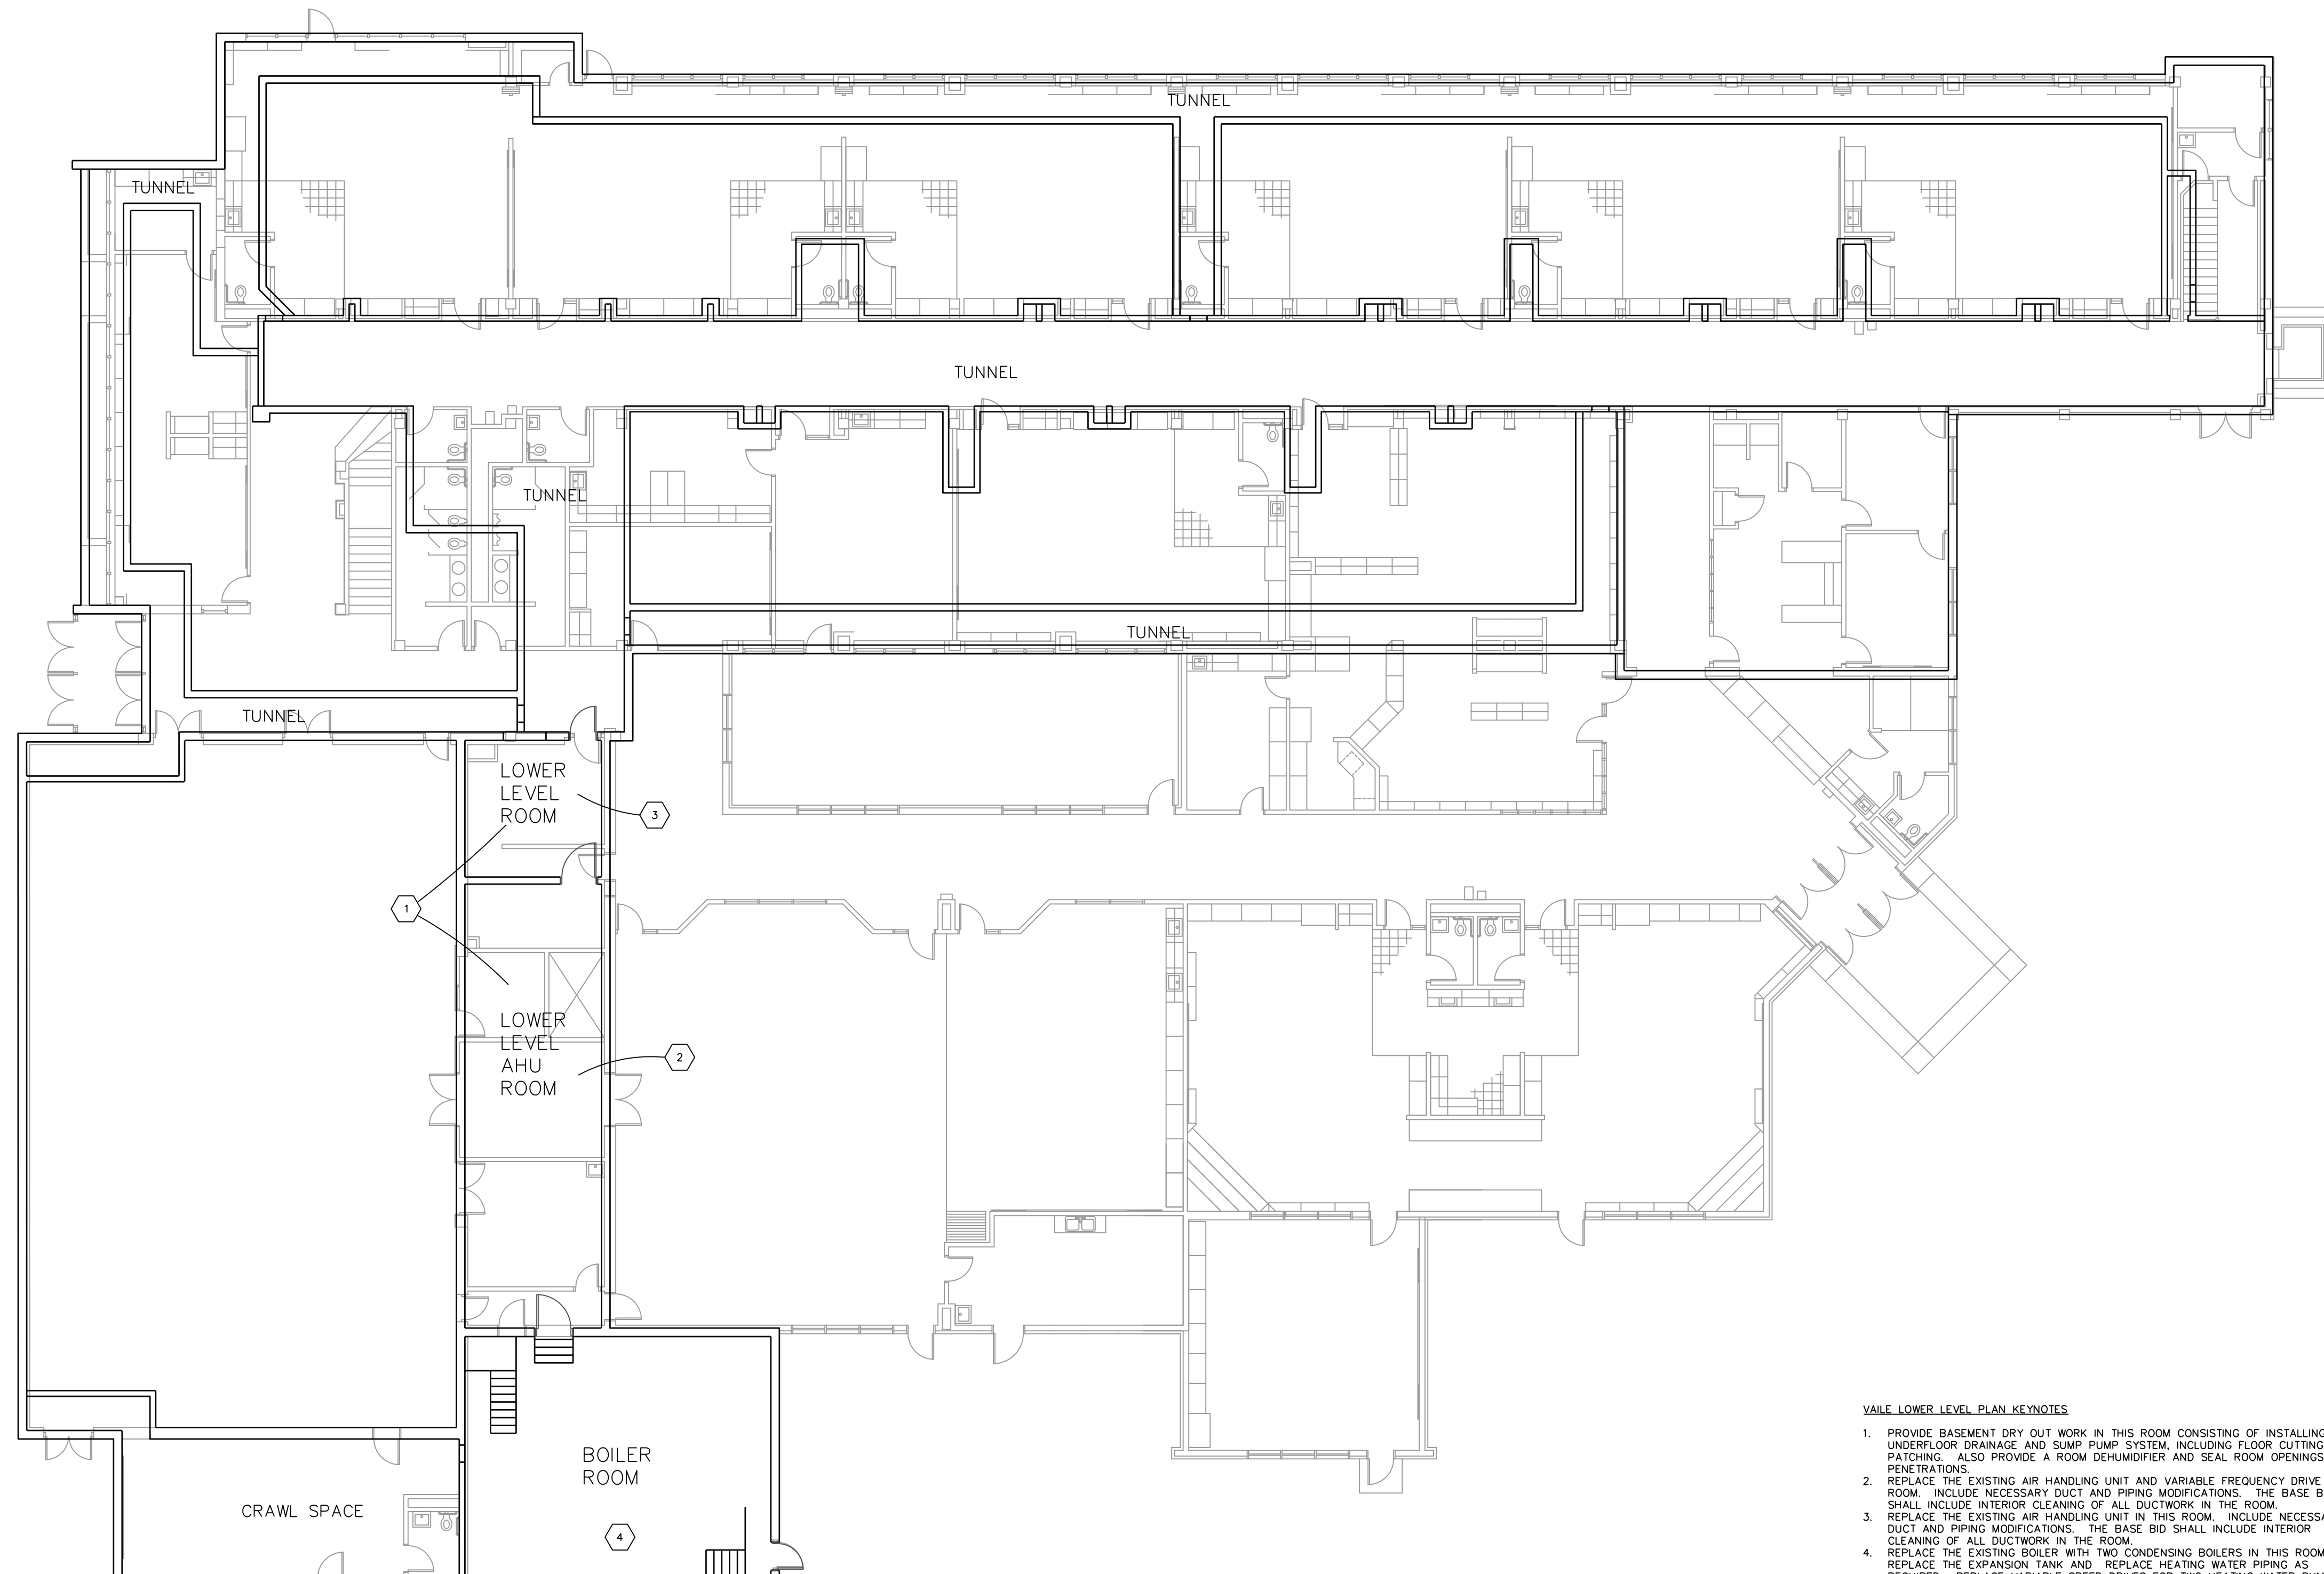 TUNNEL
TUNNEL
TUNNEL
TUNNEL
TUNNEL
TUNNEL
LOWER
LEVEL
ROOM
3
1
LOWER
LEVEL
AHU
ROOM
2
BOILER
ROOM
CRAWL SPACE
4
VAILE LOWER LEVEL PLAN KEYNOTES
1. PROVIDE BASEMENT DRY OUT WORK IN THIS ROOM CONSISTING OF INSTALLING
UNDERFLOOR DRAINAGE AND SUMP PUMP SYSTEM, INCLUDING FLOOR CUTTING
PATCHING. ALSO PROVIDE A ROOM DEHUMIDIFIER AND SEAL ROOM OPENINGS
PENETRATIONS.
2. REPLACE THE EXISTING AIR HANDLING UNIT AND VARIABLE FREQUENCY DRIVE
ROOM. INCLUDE NECESSARY DUCT AND PIPING MODIFICATIONS. THE BASE B
SHALL INCLUDE INTERIOR CLEANING OF ALL DUCTWORK IN THE ROOM.
3. REPLACE THE EXISTING AIR HANDLING UNIT IN THIS ROOM. INCLUDE NECESSA
DUCT AND PIPING MODIFICATIONS. THE BASE BID SHALL INCLUDE INTERIOR
CLEANING OF ALL DUCTWORK IN THE ROOM.
4. REPLACE THE EXISTING BOILER WITH TWO CONDENSING BOILERS IN THIS ROOM
REPLACE THE EXPANSION TANK AND REPLACE HEATING WATER PIPING AS